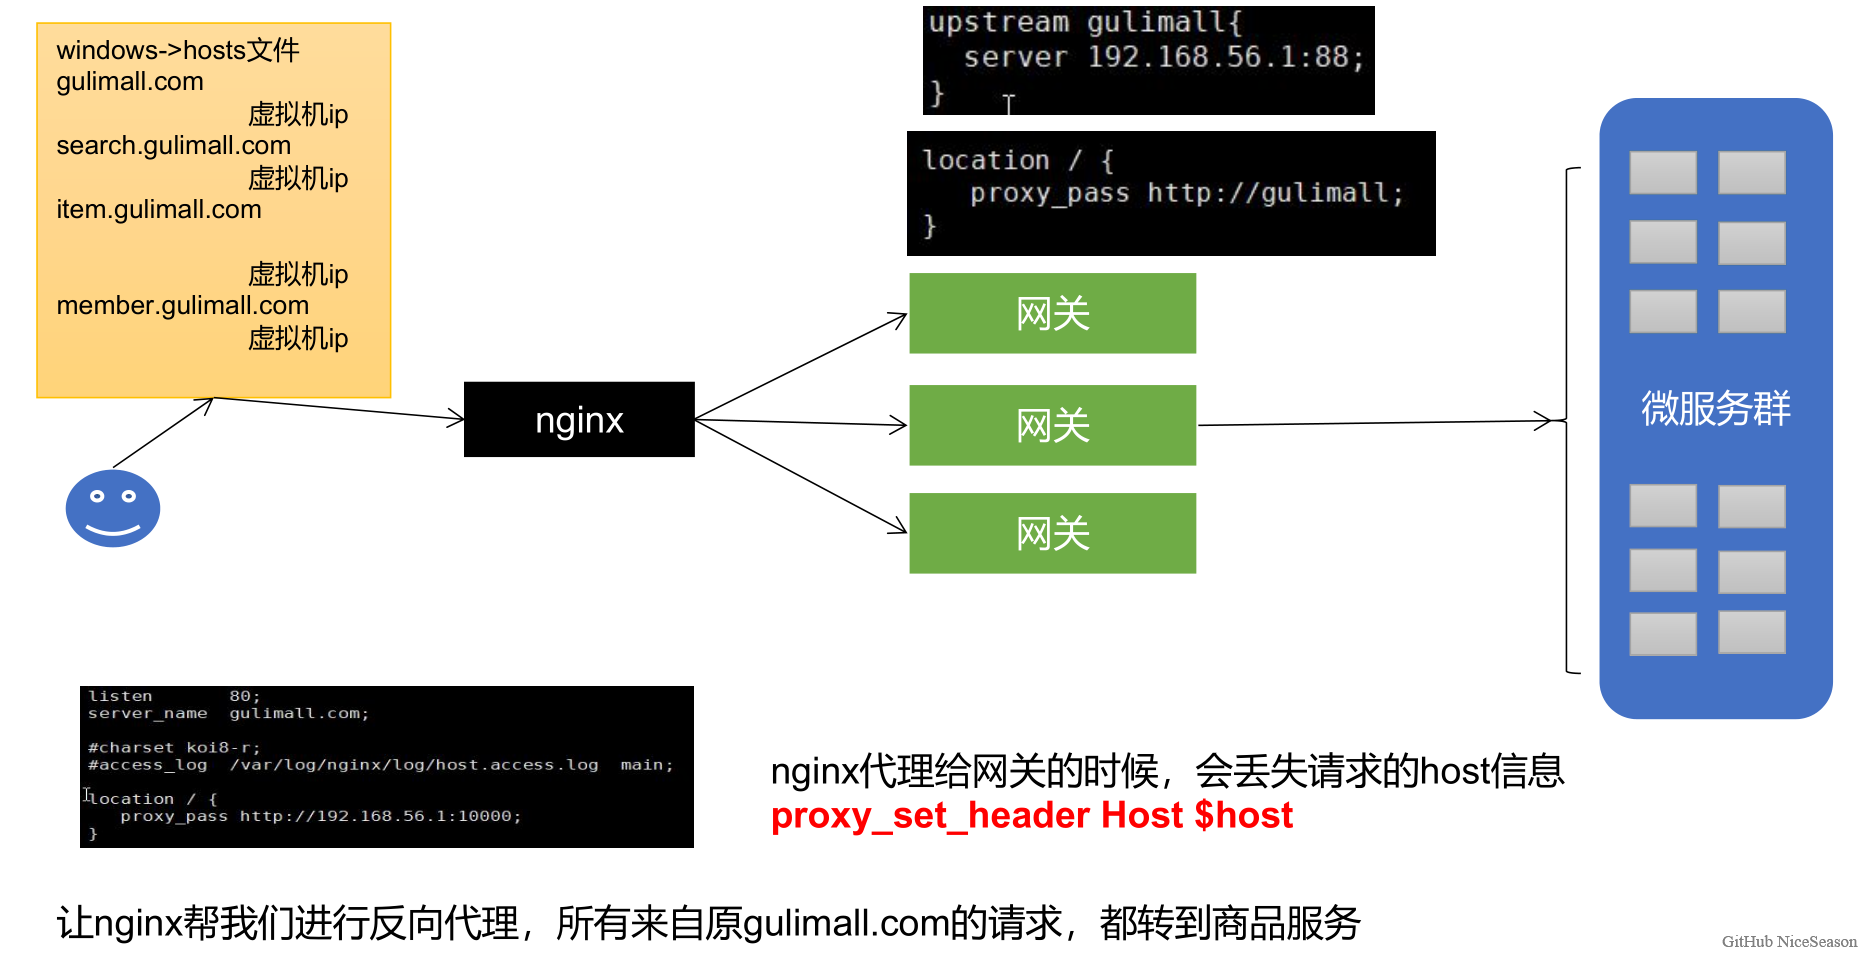 windows->hosts文件
gulimall.com
虚拟机ip
search.gulimall.com
虚拟机ip
item.gulimall.com
虚拟机ip
member.gulimall.com
虚拟机ip
upstream gulimall{
server 192.168.56.1:88;
}
location / {
proxy_pass http://gulimall;
}
nginx
网关
网关
网关
微服务群
listen 80;
server_name gulimall.com;
#charset koi8-r;
#access_log /var/log/nginx/log/host.access.log main;
location / {
proxy_pass http://192.168.56.1:10000;
}
nginx代理给网关的时候，会丢失请求的host信息
proxy_set_header Host $host
让nginx帮我们进行反向代理，所有来自原gulimall.com的请求，都转到商品服务
GitHub NiceSeason